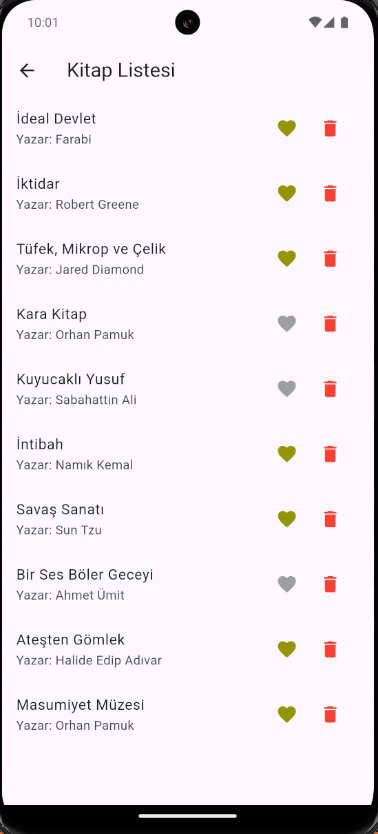 10:01
Kitap Listesi
İdeal Devlet
Yazar: Farabi
İktidar
Yazar: Robert Greene
Tüfek, Mikrop ve Çelik
Yazar: Jared Diamond
Kara Kitap
Yazar: Orhan Pamuk
Kuyucaklı Yusuf
Yazar: Sabahattin Ali
İntibah
Yazar: Namık Kemal
Savaş Sanatı
Yazar: Sun Tzu
Bir Ses Böler Geceyi
Yazar: Ahmet Ümit
Ateşten Gömlek
Yazar: Halide Edip Adıvar
Masumiyet Müzesi
Yazar: Orhan Pamuk